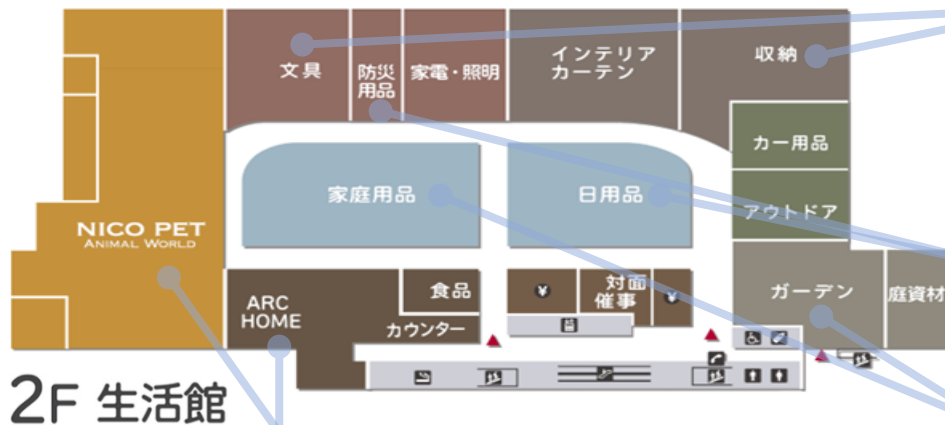 文具
防災
用品
家電・照明
インテリア
カーテン
収納
カー用品
アウトドア
家庭用品
日用品
NICO PET
ANIMAL WORLD
ARC
HOME
食品
カウンター
¥
対面
催事
¥
ガーデン
庭資材
2F 生活館